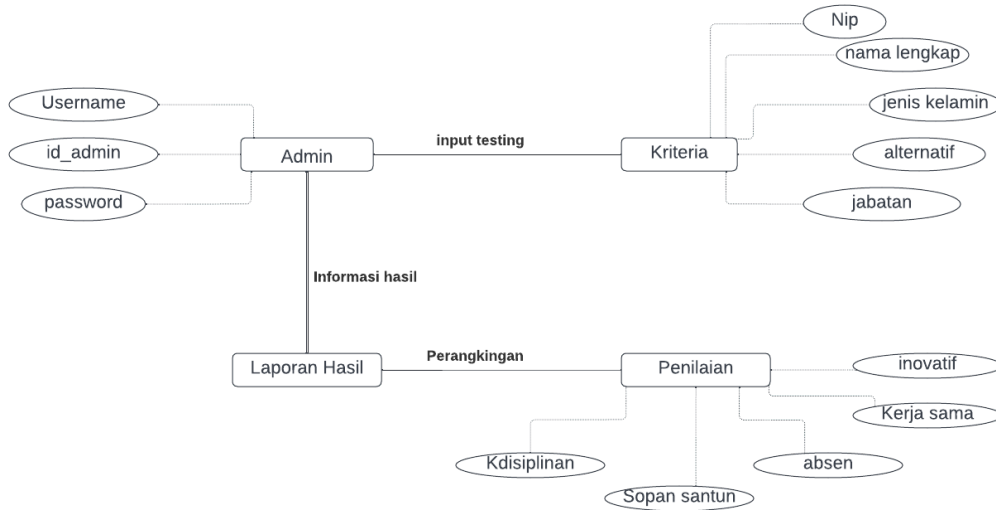 Nip
nama lengkap
Username
jenis kelamin
input testing
id_admin
Admin
Kriteria
alternatif
password
jabatan
Informasi hasil
Laporan Hasil
Perangkingan
Penilaian
inovatif
Kerja sama
Kdisiplinan
absen
Sopan santun